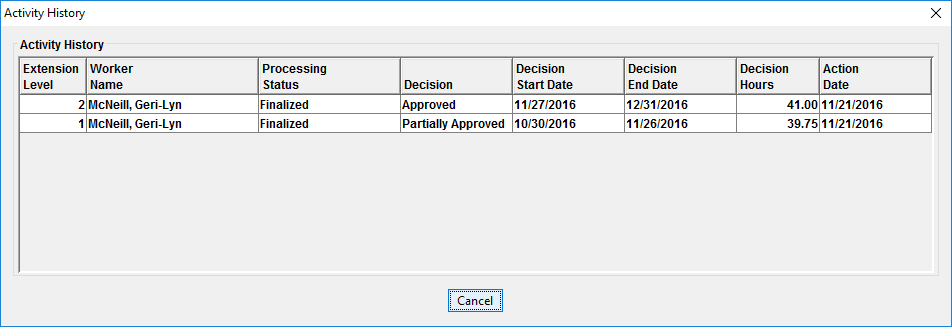 Activity History
Activity History
Extension Level Worker Name Processing Status Decision Decision Start Date Decision End Date Decision Hours Action Date
2 McNeill, Geri-Lyn Finalized Approved 11/27/2016 12/31/2016 41.00 11/21/2016
1 McNeill, Geri-Lyn Finalized Partially Approved 10/30/2016 11/26/2016 39.75 11/21/2016
Cancel